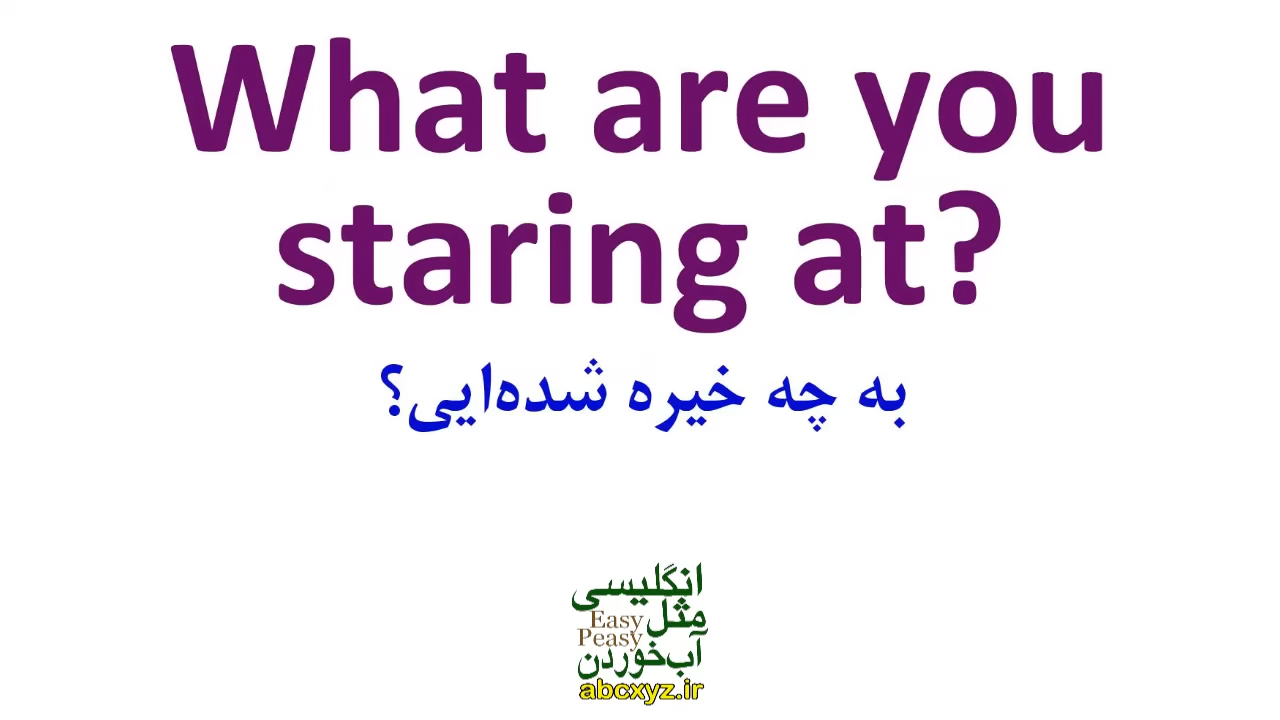 What are you
staring at?
به چه خیره شده‌ایی؟
انگلیسی
مثل Easy
Peasy
آب‌خوردن
abcxyz.ir